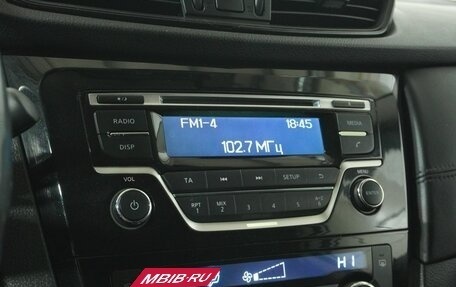 RADIO
DISP
FM1-4 18:45
102.7 МГц
MEDIA
VOL
TA SETUP
MENU
ENTER
RPT 1 MIX 2 3 4 5 6
HI
MBIB.RU